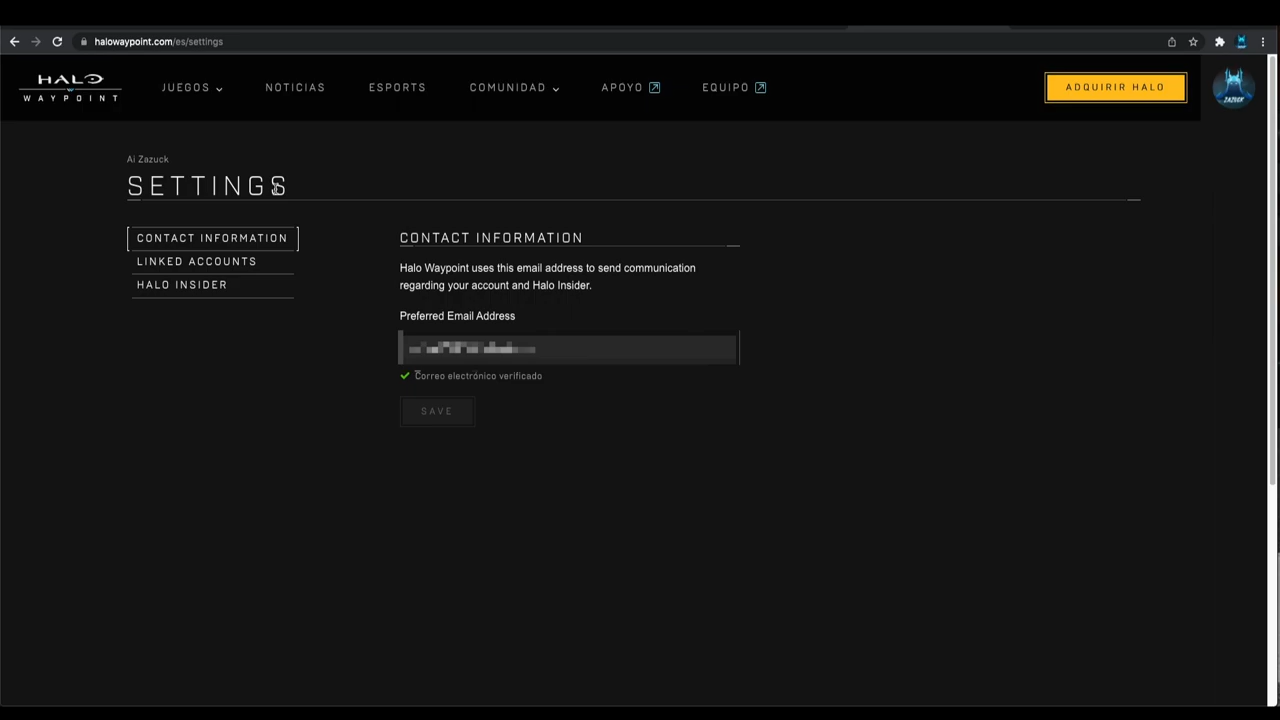 halowaypoint.com/es/settings
HALO
WAYPOINT
JUEGOS
NOTICIAS
ESPORTS
COMUNIDAD
APOYO
EQUIPO
ADQUIRIR HALO
ZAZUCK
Ai Zazuck
SETTINGS
CONTACT INFORMATION
LINKED ACCOUNTS
HALO INSIDER
CONTACT INFORMATION
Halo Waypoint uses this email address to send communication
regarding your account and Halo Insider.
Preferred Email Address
Correo electrónico verificado
SAVE